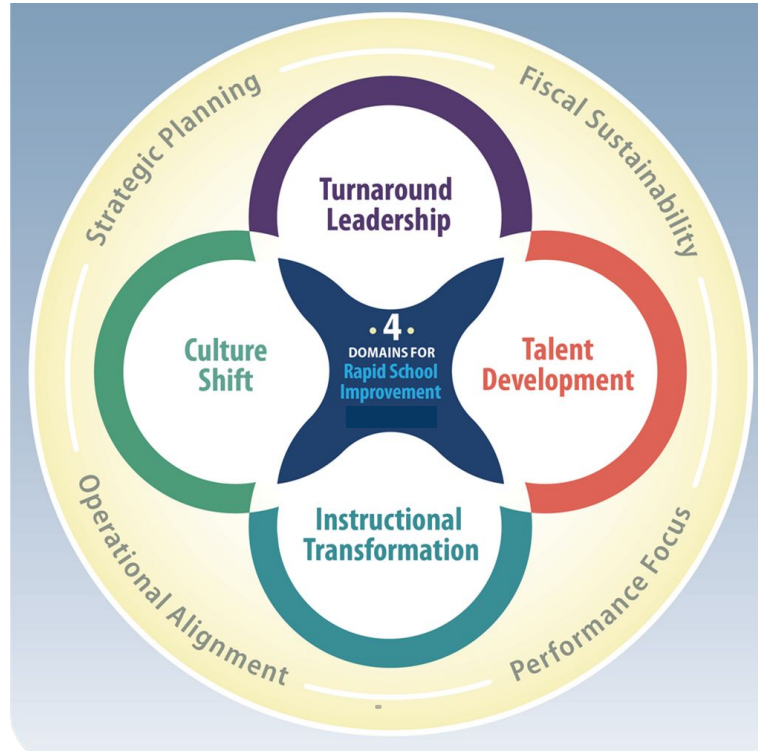 Strategic Planning
Fiscal Sustainability
Turnaround
Leadership
Culture
Shift
• 4 •
DOMAINS FOR
Rapid School
Improvement
Talent
Development
Instructional
Transformation
Operational Alignment
Performance Focus